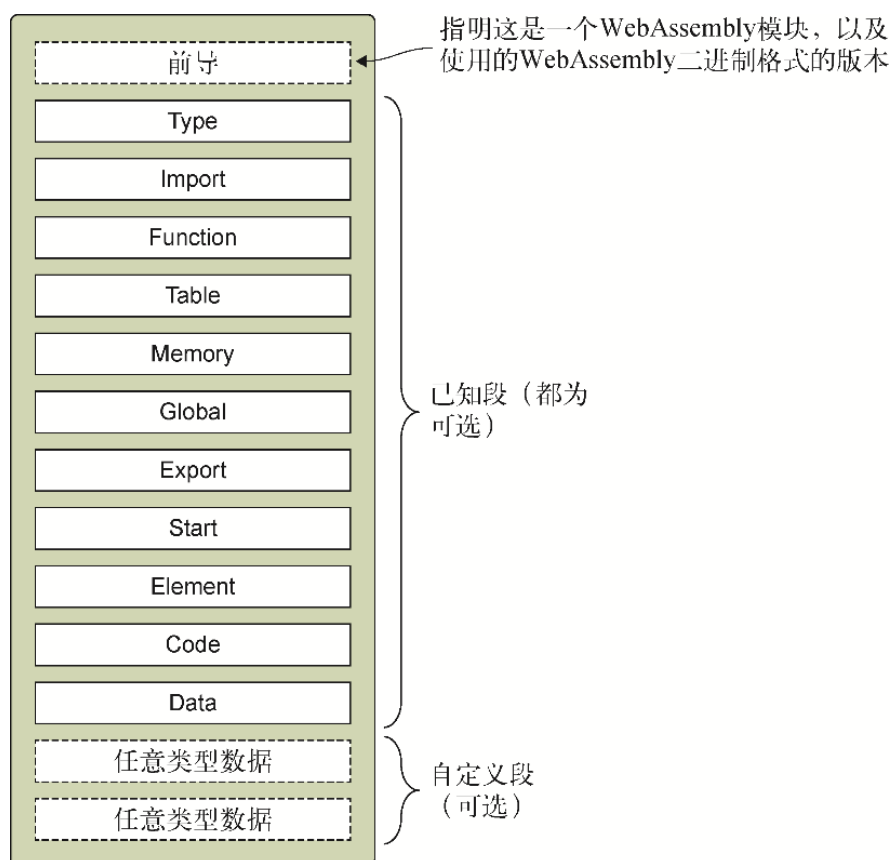 前导
指明这是一个WebAssembly模块，以及
使用的WebAssembly二进制格式的版本
Type
Import
Function
Table
Memory
Global
Export
Start
Element
Code
Data
已知段（都为
可选）
任意类型数据
任意类型数据
自定义段
（可选）